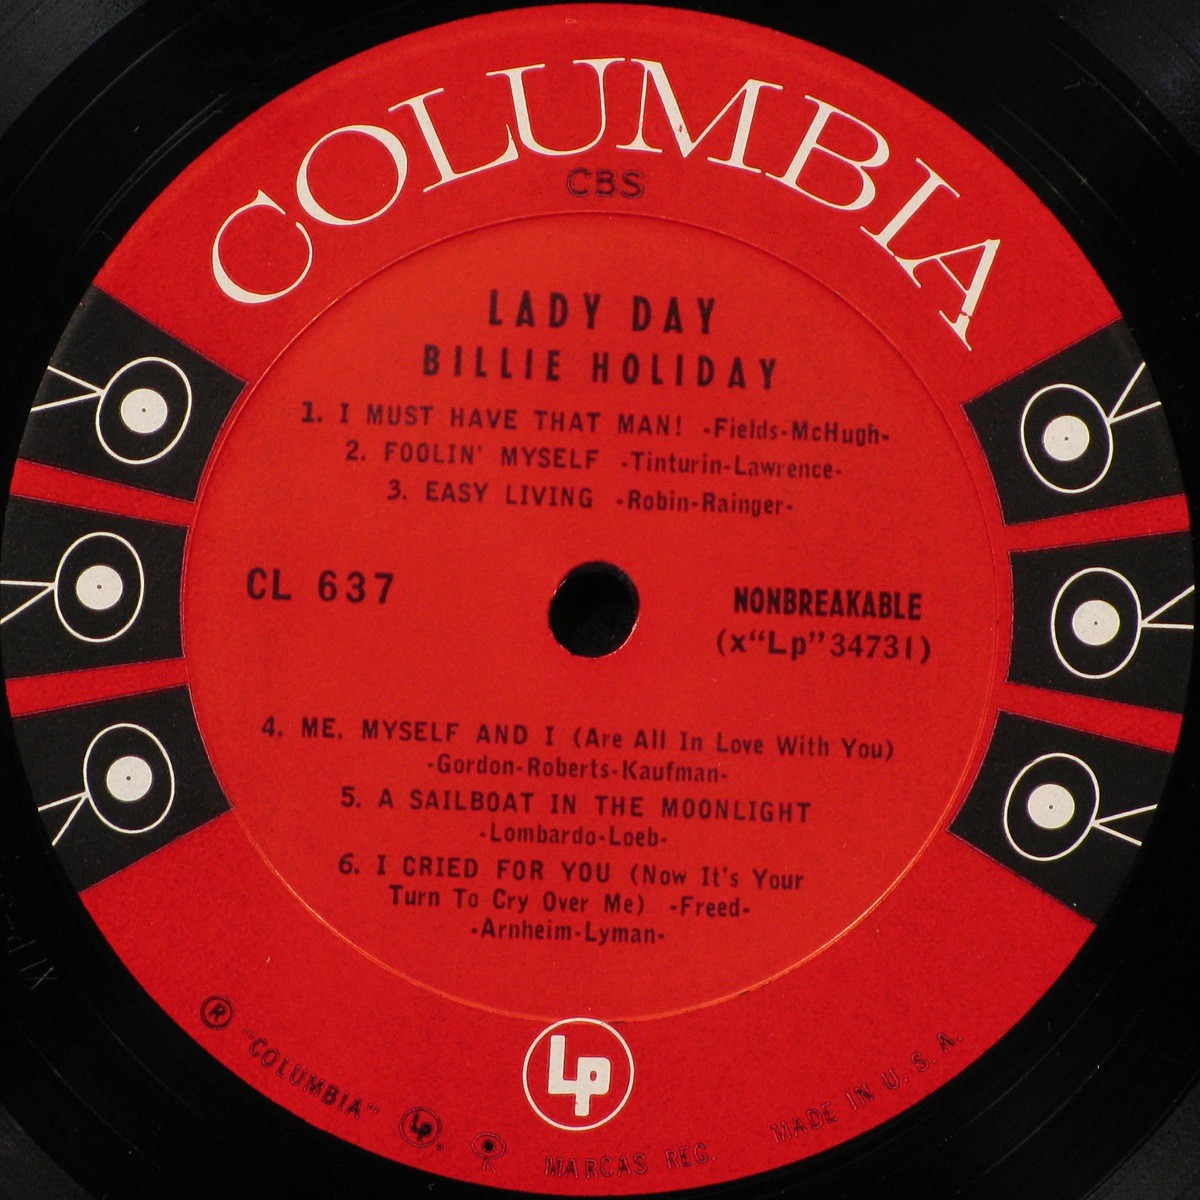 COLUMBIA
CBS
LADY DAY
BILLIE HOLIDAY
1. I MUST HAVE THAT MAN! -Fields-McHugh-
2. FOOLIN' MYSELF -Tinturin-Lawrence-
3. EASY LIVING -Robin-Rainger-
CL 637
NONBREAKABLE
(x“Lp”34731)
4. ME, MYSELF AND I (Are All In Love With You)
-Gordon-Roberts-Kaufman-
5. A SAILBOAT IN THE MOONLIGHT
-Lombardo-Loeb-
6. I CRIED FOR YOU (Now It's Your
Turn To Cry Over Me) -Freed-
-Arnheim-Lyman-
Lp
® "COLUMBIA" Lp. MARCAS REG. MADE IN U. S. A.